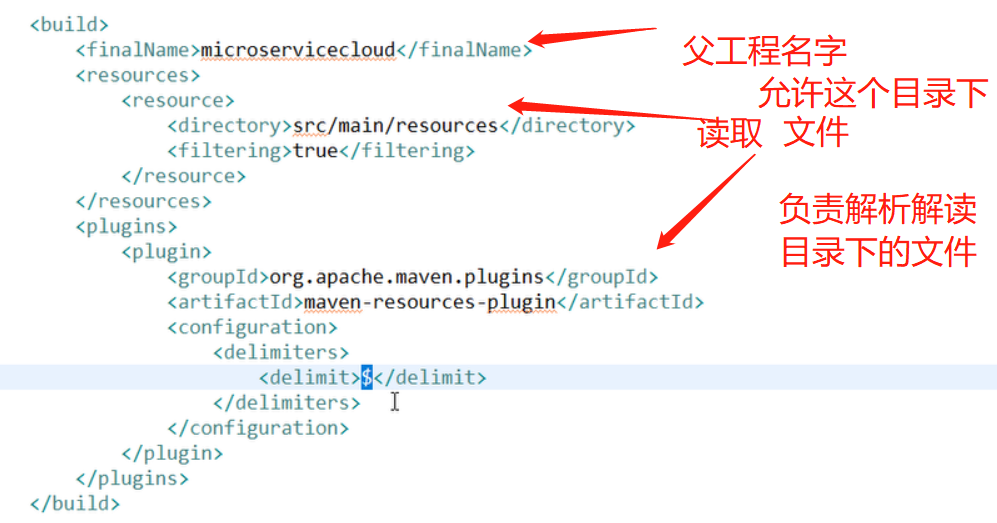 <build>
<finalName>microservicecloud</finalName>
父工程名字
<resources>
<resource>
允许这个目录下
<directory>src/main/resources</directory>
读取 文件
<filtering>true</filtering>
</resource>
</resources>
负责解析解读
<plugins>
目录下的文件
<plugin>
<groupId>org.apache.maven.plugins</groupId>
<artifactId>maven-resources-plugin</artifactId>
<configuration>
<delimiters>
<delimit>$</delimit>
</delimiters>
</configuration>
</plugin>
</plugins>
</build>